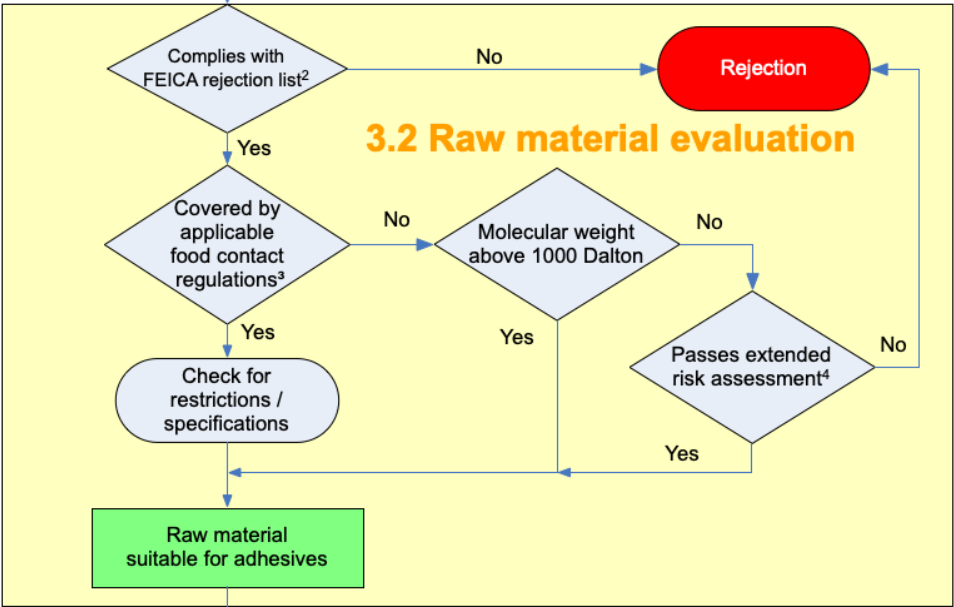 Complies with
FEICA rejection list²
No
Rejection
3.2 Raw material evaluation
Yes
Covered by
applicable
food contact
regulations³
No
Molecular weight
above 1000 Dalton
No
Yes
Yes
Passes extended
risk assessment⁴
No
Check for
restrictions /
specifications
Yes
Raw material
suitable for adhesives